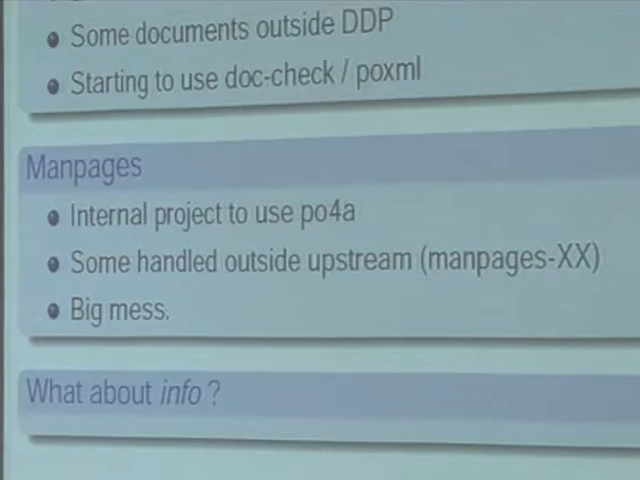 Some documents outside DDP
Starting to use doc-check / poxml
Manpages
Internal project to use po4a
Some handled outside upstream (manpages-XX)
Big mess.
What about info ?